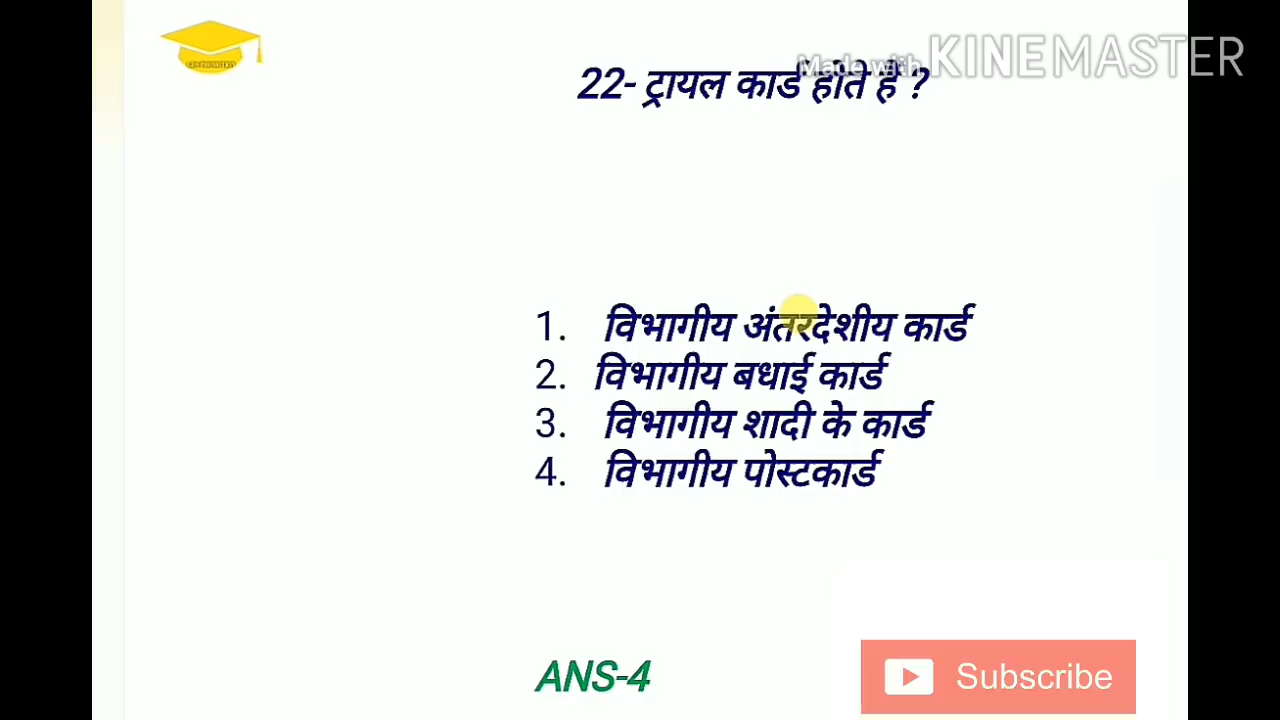 Made with KINEMASTER
22- ट्रायल कार्ड होते है ?
1. विभागीय अंतरदेशीय कार्ड
2. विभागीय बधाई कार्ड
3. विभागीय शादी के कार्ड
4. विभागीय पोस्टकार्ड
ANS-4
Subscribe